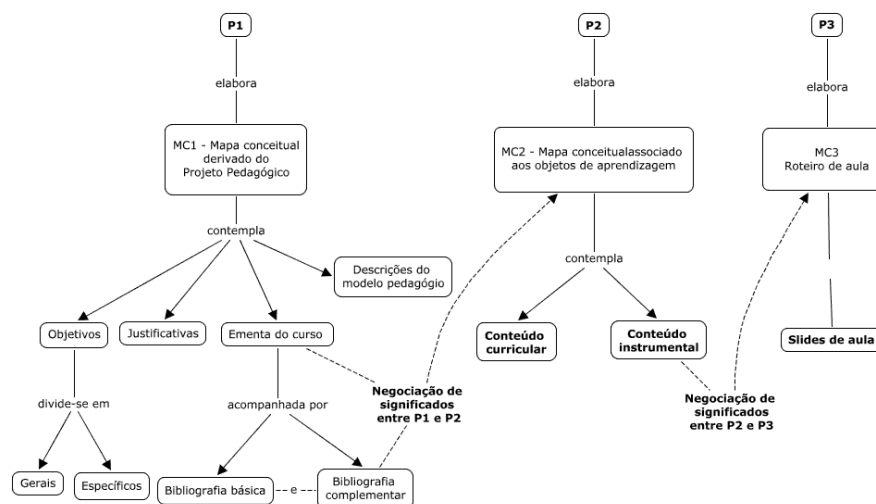 P1
P2
P3
elabora
elabora
elabora
MC1 - Mapa conceitual
derivado do
Projeto Pedagógico
MC2 - Mapa conceitualassociado
aos objetos de aprendizagem
MC3
Roteiro de aula
contempla
contempla
Descrições do
modelo pedagógio
Objetivos
Justificativas
Ementa do curso
Conteúdo
curricular
Conteúdo
instrumental
Slides de aula
divide-se em
acompanhada por
Negociação de
significados
entre P1 e P2
Negociação de
significados
entre P2 e P3
Gerais
Específicos
Bibliografia básica
e
Bibliografia
complementar